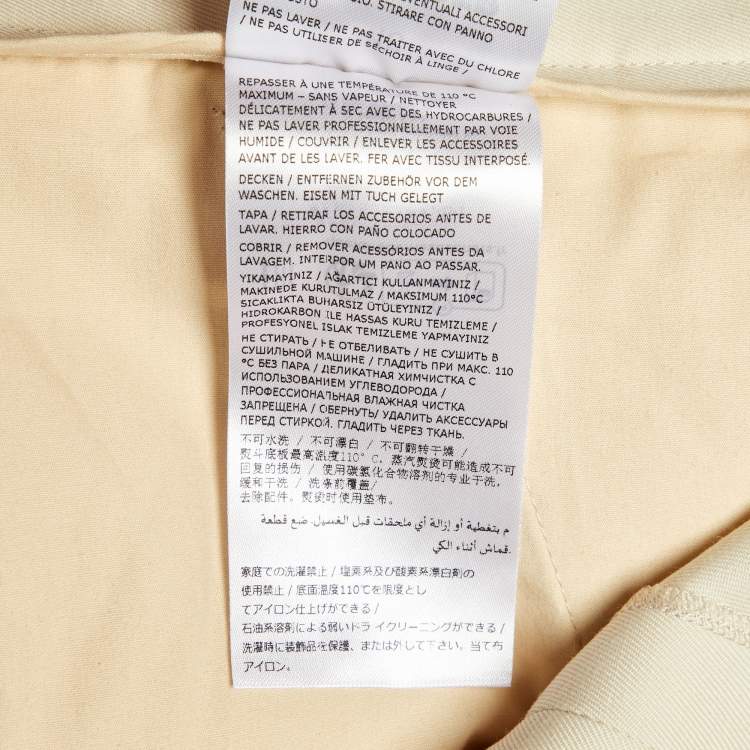 EVENTUALI ACCESSORI
STIRARE CON PANNO
NE PAS LAVER / NE PAS TRAITER AVEC DU CHLORE
/ NE PAS UTILISER DE SÉCHOIR À LINGE /
REPASSER À UNE TEMPÉRATURE DE 110 °C
MAXIMUM – SANS VAPEUR / NETTOYER
DÉLICATEMENT À SEC AVEC DES HYDROCARBURES /
NE PAS LAVER PROFESSIONNELLEMENT PAR VOIE
HUMIDE / COUVRIR / ENLEVER LES ACCESSOIRES
AVANT DE LES LAVER. FER AVEC TISSU INTERPOSÉ.
DECKEN / ENTFERNEN ZUBEHÖR VOR DEM
WASCHEN. EISEN MIT TUCH GELEGT
TAPA / RETIRAR LOS ACCESORIOS ANTES DE
LAVAR. HIERRO CON PAÑO COLOCADO
COBRIR / REMOVER ACESSÓRIOS ANTES DA
LAVAGEM. INTERPOR UM PANO AO PASSAR.
YIKAMAYINIZ / AĞARTICI KULLANMAYINIZ /
MAKINEDE KURUTULMAZ / MAKSIMUM 110°C
SICAKLIKTA BUHARSIZ ÜTÜLEYINIZ /
HIDROKARBON ILE HASSAS KURU TEMIZLEME /
PROFESYONEL ISLAK TEMIZLEME YAPMAYINIZ
НЕ СТИРАТЬ / НЕ ОТБЕЛИВАТЬ / НЕ СУШИТЬ В
СУШИЛЬНОЙ МАШИНЕ / ГЛАДИТЬ ПРИ МАКС. 110
°C БЕЗ ПАРА / ДЕЛИКАТНАЯ ХИМЧИСТКА С
ИСПОЛЬЗОВАНИЕМ УГЛЕВОДОРОДА /
ПРОФЕССИОНАЛЬНАЯ ВЛАЖНАЯ ЧИСТКА
ЗАПРЕЩЕНА / ОБЕРНУТЬ/ УДАЛИТЬ АКСЕССУАРЫ
ПЕРЕД СТИРКОЙ. ГЛАДИТЬ ЧЕРЕЗ ТКАНЬ.
不可水洗 / 不可漂白 / 不可翻转干燥 /
熨斗底板最高温度110° C，蒸汽熨烫可能造成不可
回复的损伤 / 使用碳氢化合物溶剂的专业干洗，
缓和干洗 / 洗涤前覆盖/
去除配件。熨烫时使用垫布。
م بتغطية أو إزالة أي ملحقات قبل الغسيل. ضع قطعة
قماش أثناء الكي.
家庭での洗濯禁止 / 塩素系及び酸素系漂白剤の
使用禁止 / 底面温度110℃を限度とし
てアイロン仕上げができる /
石油系溶剤による弱いドライクリーニングができる /
洗濯時に装飾品を保護、または外して下さい。当て布
アイロン。